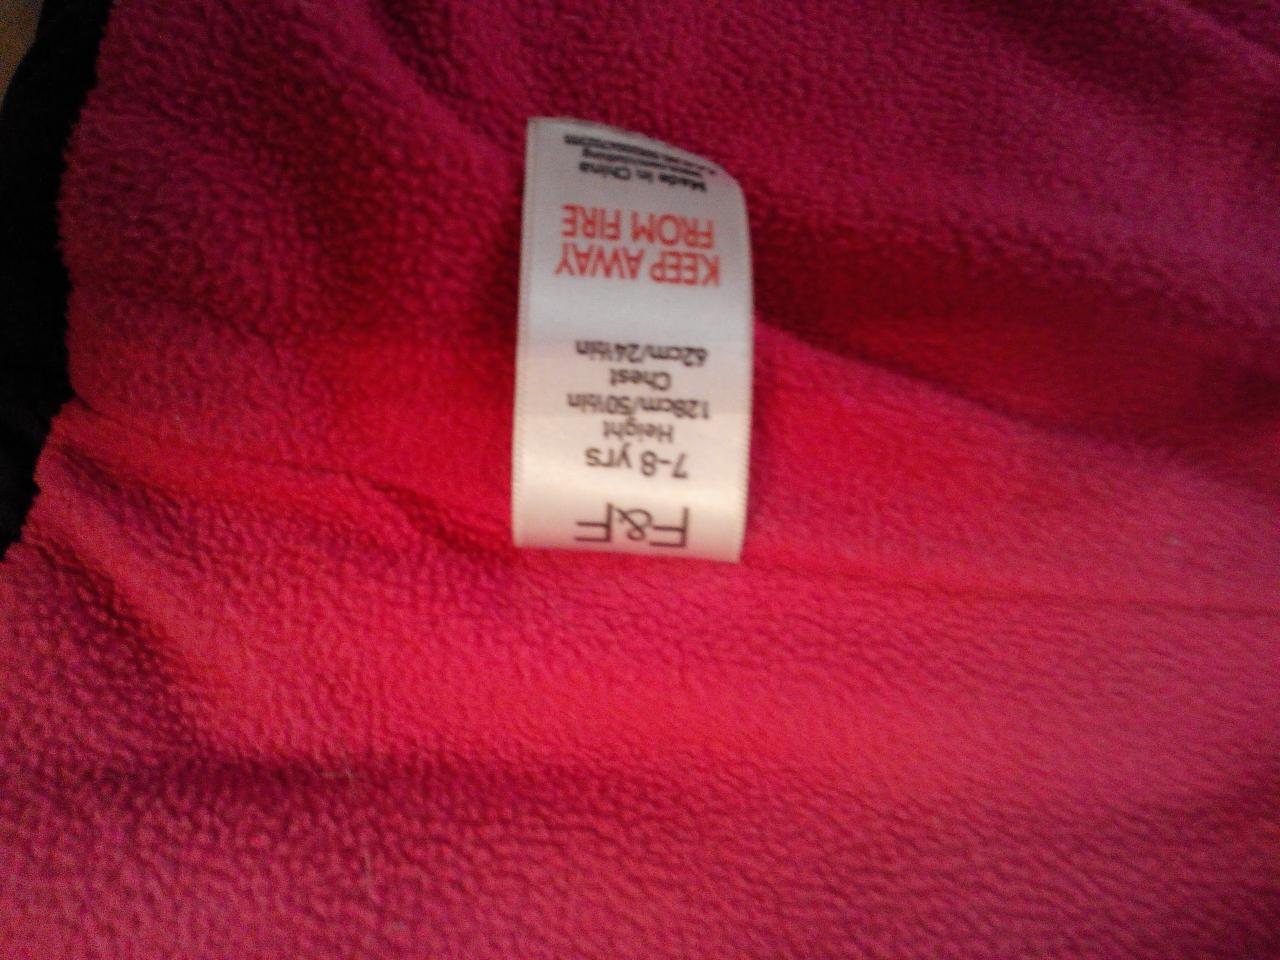 F&F
7-8 yrs
Height
128cm/50½in
Chest
62cm/24½in
KEEP AWAY
FROM FIRE
Made in China